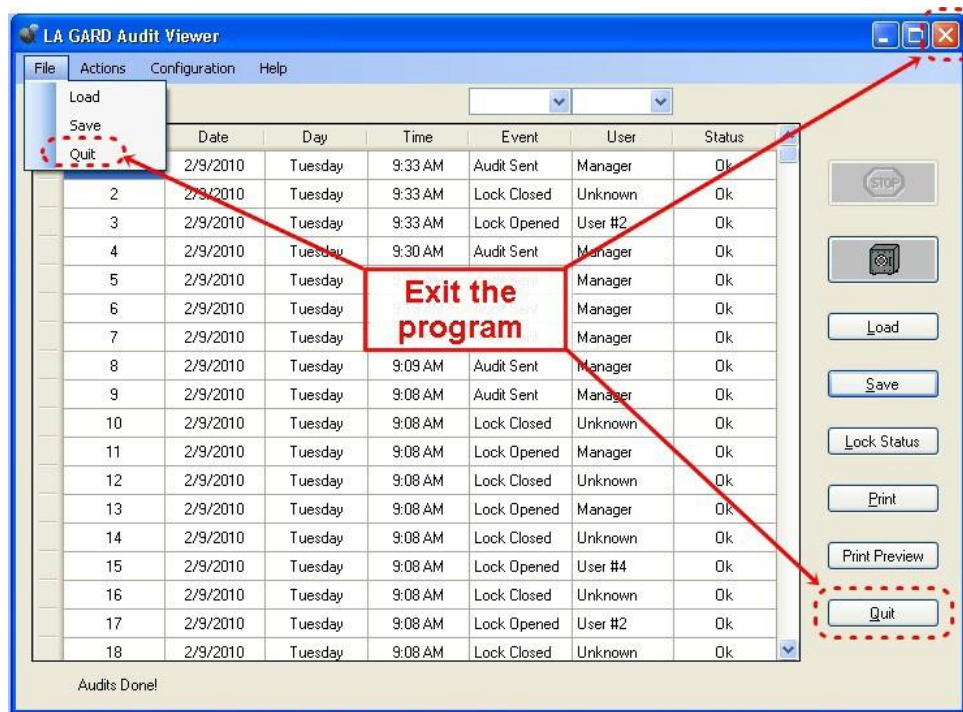 LA GARD Audit Viewer
File Actions Configuration Help
Load
Save
Quit
Date Day Time Event User Status
2/9/2010 Tuesday 9:33 AM Audit Sent Manager Ok
2 2/9/2010 Tuesday 9:33 AM Lock Closed Unknown Ok
3 2/9/2010 Tuesday 9:33 AM Lock Opened User #2 Ok
4 2/9/2010 Tuesday 9:30 AM Audit Sent Manager Ok
5 2/9/2010 Tuesday Manager Ok
6 2/9/2010 Tuesday Manager Ok
7 2/9/2010 Tuesday Manager Ok
8 2/9/2010 Tuesday 9:09 AM Audit Sent Manager Ok
9 2/9/2010 Tuesday 9:08 AM Audit Sent Manager Ok
10 2/9/2010 Tuesday 9:08 AM Lock Closed Unknown Ok
11 2/9/2010 Tuesday 9:08 AM Lock Opened Manager Ok
12 2/9/2010 Tuesday 9:08 AM Lock Closed Unknown Ok
13 2/9/2010 Tuesday 9:08 AM Lock Opened Manager Ok
14 2/9/2010 Tuesday 9:08 AM Lock Closed Unknown Ok
15 2/9/2010 Tuesday 9:08 AM Lock Opened User #4 Ok
16 2/9/2010 Tuesday 9:08 AM Lock Closed Unknown Ok
17 2/9/2010 Tuesday 9:08 AM Lock Opened User #2 Ok
18 2/9/2010 Tuesday 9:08 AM Lock Closed Unknown Ok
Exit the
program
STOP
Load
Save
Lock Status
Print
Print Preview
Quit
Audits Done!